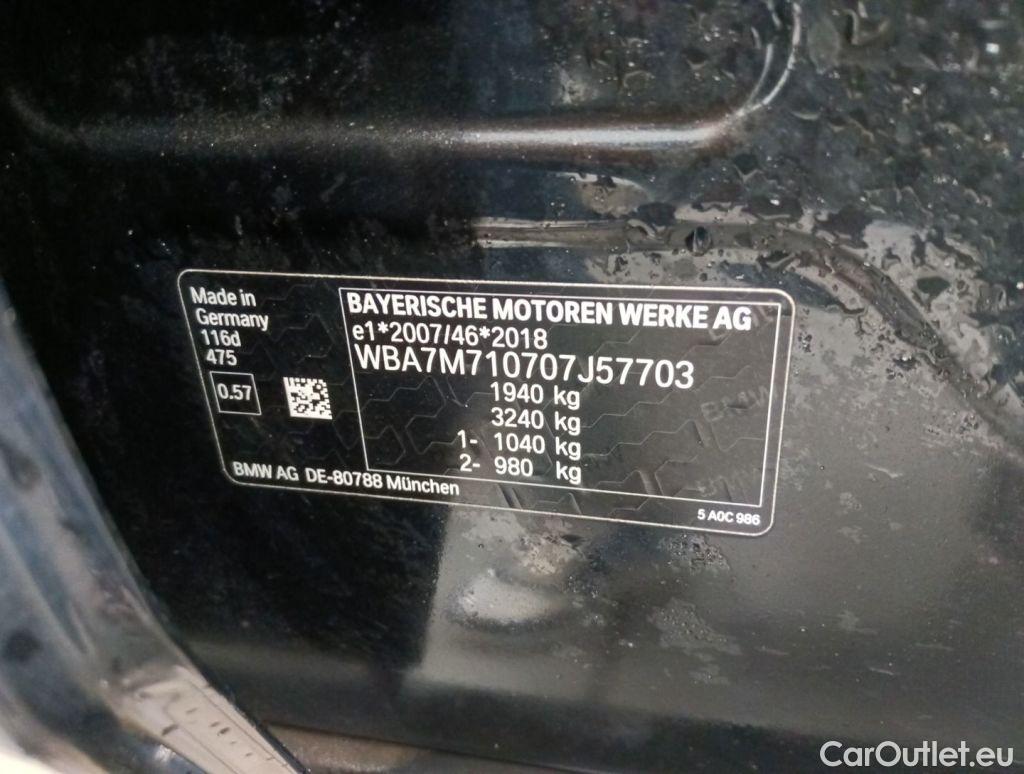 Made in
Germany
116d
475
0.57
BAYERISCHE MOTOREN WERKE AG
e1*2007/46*2018
WBA7M710707J57703
1940 kg
3240 kg
1- 1040 kg
2- 980 kg
BMW AG DE-80788 München
5 A0C 986
CarOutlet.eu